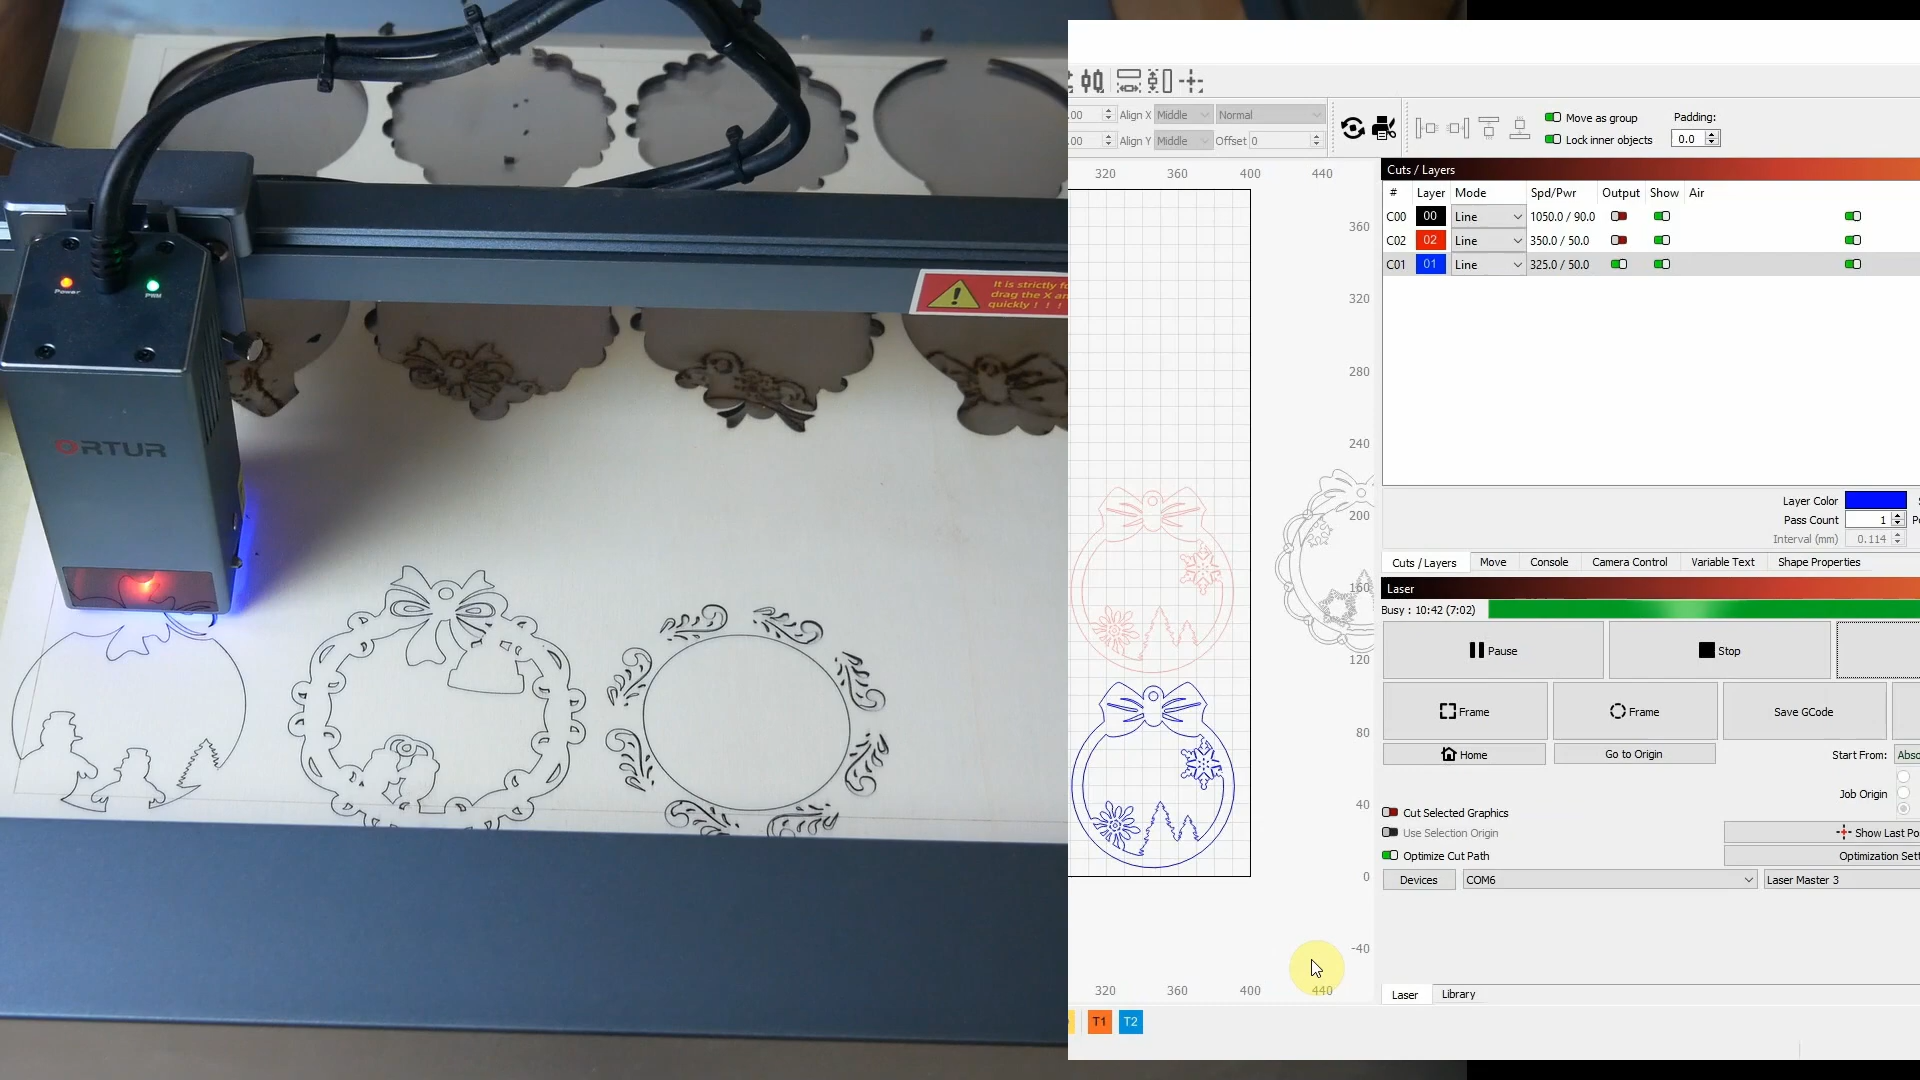 Power
PWM
ORTUR
It is strictly
drag the X
quickly ! ! !
.00
Align X
Middle
Normal
.00
Align Y
Middle
Offset 0
Move as group
Lock inner objects
Padding:
0.0
320 360 400 440
360
320
280
240
200
160
120
80
40
0
-40
320 360 400 440
T1 T2
Cuts / Layers
# Layer Mode Spd/Pwr Output Show Air
C00 00 Line 1050.0 / 90.0
C02 02 Line 350.0 / 50.0
C01 01 Line 325.0 / 50.0
Layer Color
Pass Count 1
Interval (mm) 0.114
Cuts / Layers Move Console Camera Control Variable Text Shape Properties
Laser
Busy : 10:42 (7:02)
Pause
Stop
Frame
Frame
Save GCode
Home
Go to Origin
Start From:
Job Origin
Cut Selected Graphics
Use Selection Origin
Show Last
Optimize Cut Path
Optimization
Devices
COM6
Laser Master 3
Laser Library